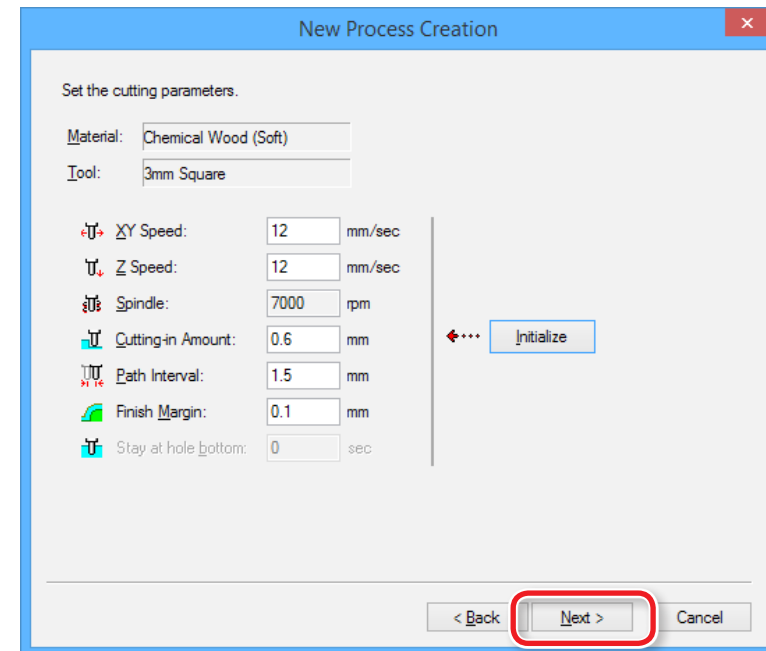 New Process Creation
×
Set the cutting parameters.
Material: Chemical Wood (Soft)
Tool: 3mm Square
XY Speed: 12 mm/sec
Z Speed: 12 mm/sec
Spindle: 7000 rpm
Cutting-in Amount: 0.6 mm
Initialize
Path Interval: 1.5 mm
Finish Margin: 0.1 mm
Stay at hole bottom: 0 sec
< Back Next > Cancel